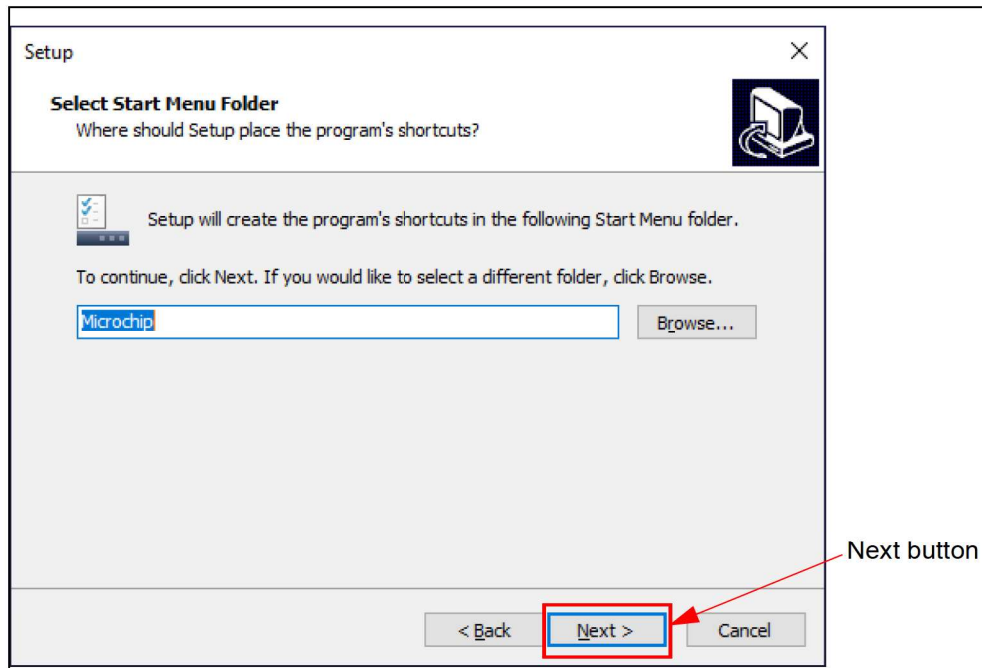 Setup
Select Start Menu Folder
Where should Setup place the program's shortcuts?
Setup will create the program's shortcuts in the following Start Menu folder.
To continue, click Next. If you would like to select a different folder, click Browse.
Microchip
Browse...
Next button
< Back
Next >
Cancel